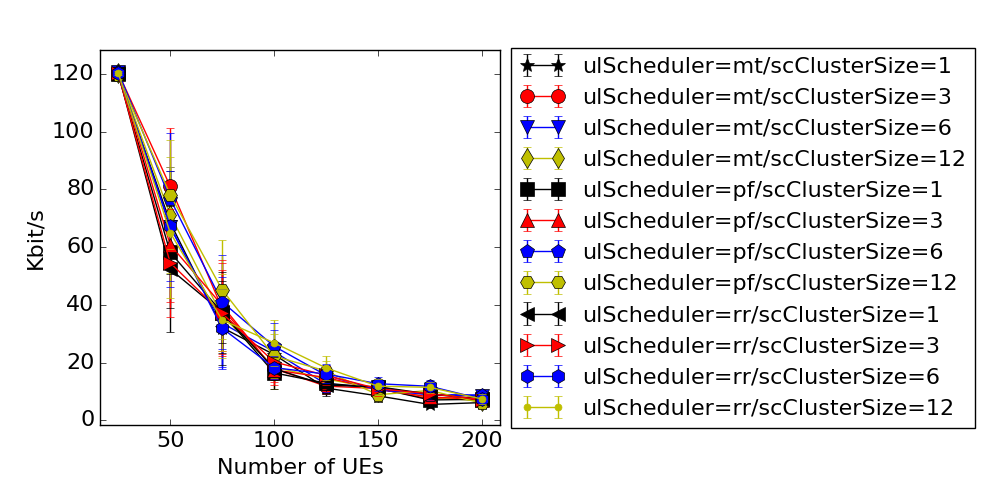 120
100
80
60
40
20
0
50
100
150
200
Kbit/s
Number of UEs
ulScheduler=mt/scClusterSize=1
ulScheduler=mt/scClusterSize=3
ulScheduler=mt/scClusterSize=6
ulScheduler=mt/scClusterSize=12
ulScheduler=pf/scClusterSize=1
ulScheduler=pf/scClusterSize=3
ulScheduler=pf/scClusterSize=6
ulScheduler=pf/scClusterSize=12
ulScheduler=rr/scClusterSize=1
ulScheduler=rr/scClusterSize=3
ulScheduler=rr/scClusterSize=6
ulScheduler=rr/scClusterSize=12